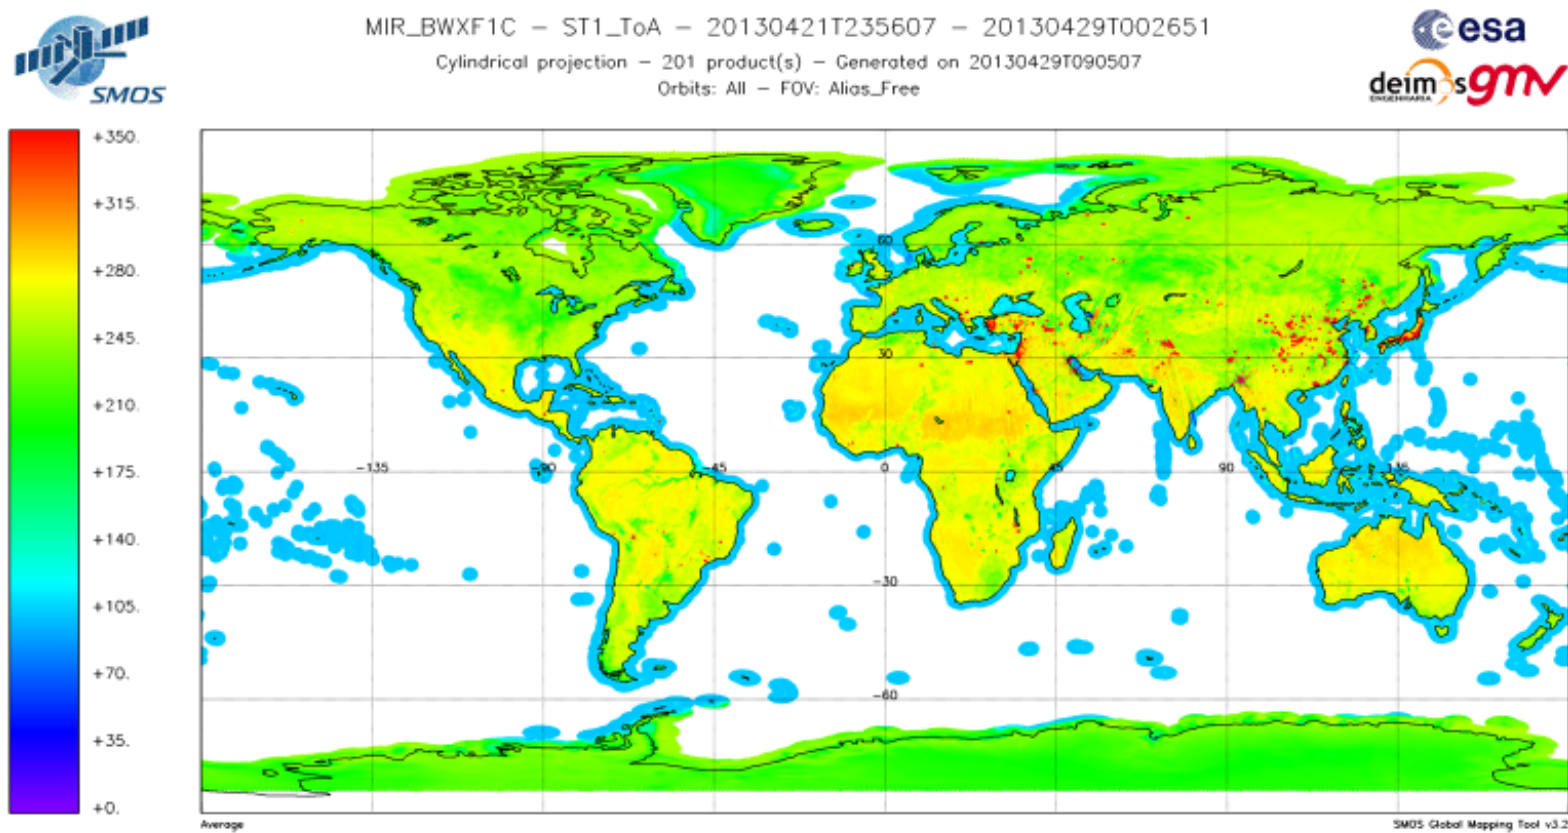 MIR_BWXF1C – ST1_ToA – 20130421T235607 – 20130429T002651
Cylindrical projection – 201 product(s) – Generated on 20130429T090507
Orbits: All – FOV: Alias_Free
SMOS
esa
deimos
ENGENHARIA
gmv
+350.
+315.
+280.
+245.
+210.
+175.
+140.
+105.
+70.
+35.
+0.
60
30
-135
-90
-45
0
45
90
135
-30
-60
Average
SMOS Global Mapping Tool v3.2